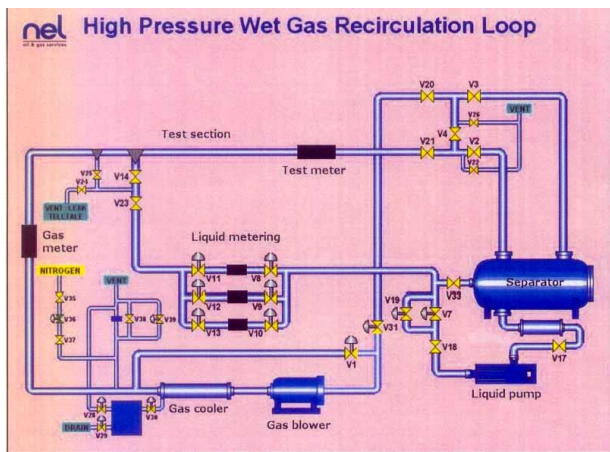 nel
oil & gas services
High Pressure Wet Gas Recirculation Loop
V20
V3
V26
VENT
V4
V21
V2
V22
Test section
Test meter
V25
V14
V24
V23
VENT LEAK
TELLTALE
Gas
meter
Liquid metering
NITROGEN
VENT
V11
V8
V12
V9
V13
V10
V35
V36
V37
V38
V39
V19
V7
V33
V31
V18
Separator
V17
V1
Liquid pump
Gas cooler
Gas blower
V28
V30
DRAIN
V29